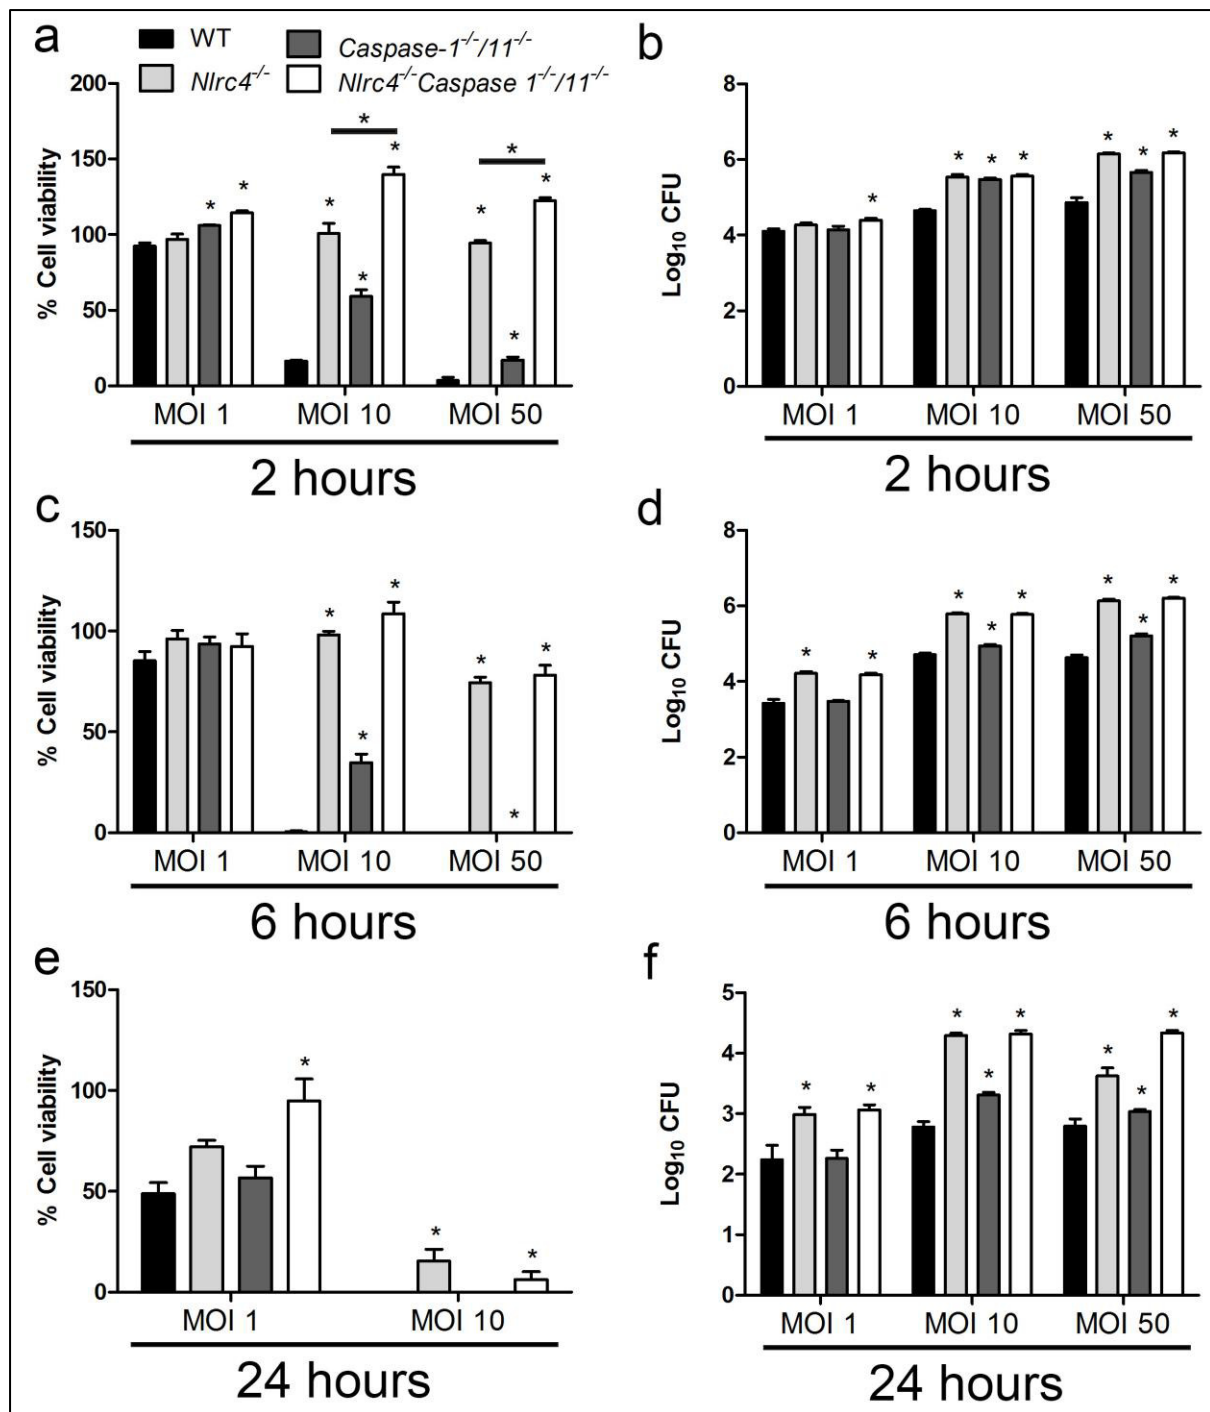 a
WT
Caspase-1⁻/⁻/11⁻/⁻
Nlrc4⁻/⁻
Nlrc4⁻/⁻Caspase 1⁻/⁻/11⁻/⁻
200
150
100
50
0
% Cell viability
* * * * * * * * * *
MOI 1 MOI 10 MOI 50
2 hours
b
8
6
4
2
0
Log₁₀ CFU
* * * * * * *
MOI 1 MOI 10 MOI 50
2 hours
c
150
100
50
0
% Cell viability
* * * * * *
MOI 1 MOI 10 MOI 50
6 hours
d
8
6
4
2
0
Log₁₀ CFU
* * * * * * * *
MOI 1 MOI 10 MOI 50
6 hours
e
150
100
50
0
% Cell viability
* * *
MOI 1 MOI 10
24 hours
f
5
4
3
2
1
0
Log₁₀ CFU
* * * * * * * *
MOI 1 MOI 10 MOI 50
24 hours